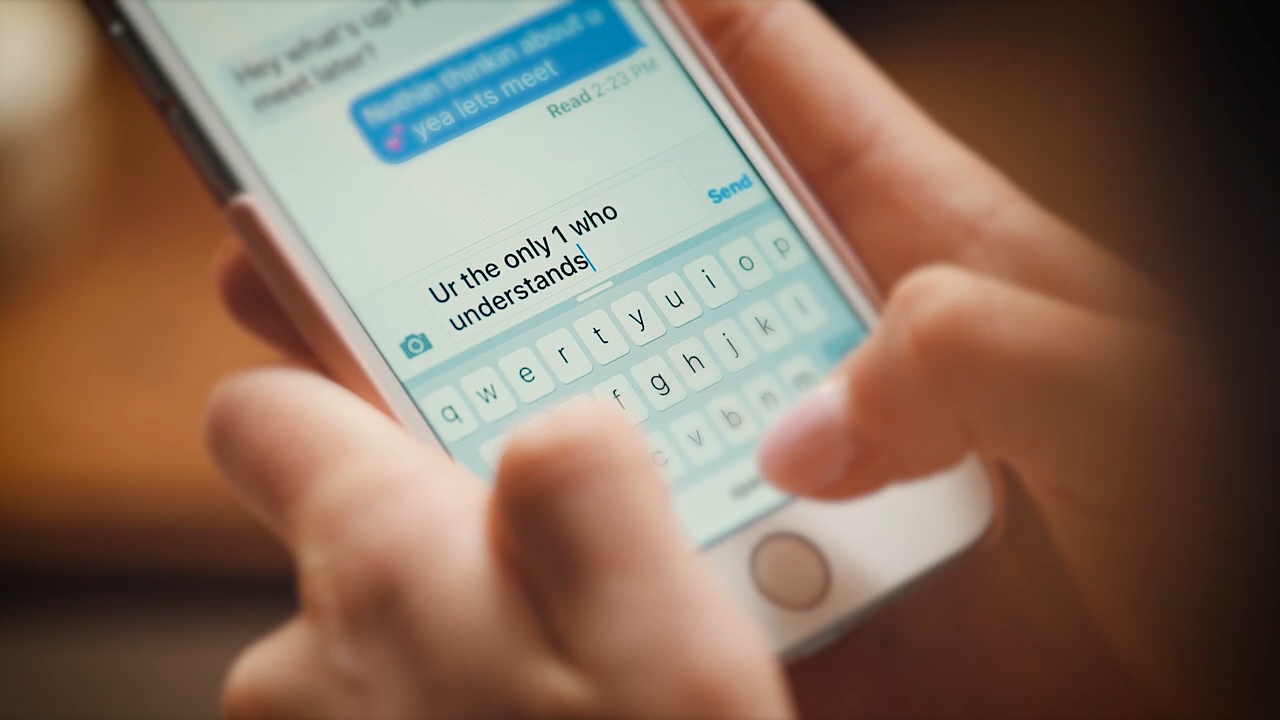 Hey what's up?
meet later?
Nothin thinkin about u
💕 yea lets meet
Read 2:23 PM
Ur the only 1 who
understands
Send
q w e r t y u i o p
f g h j k l
c v b n m